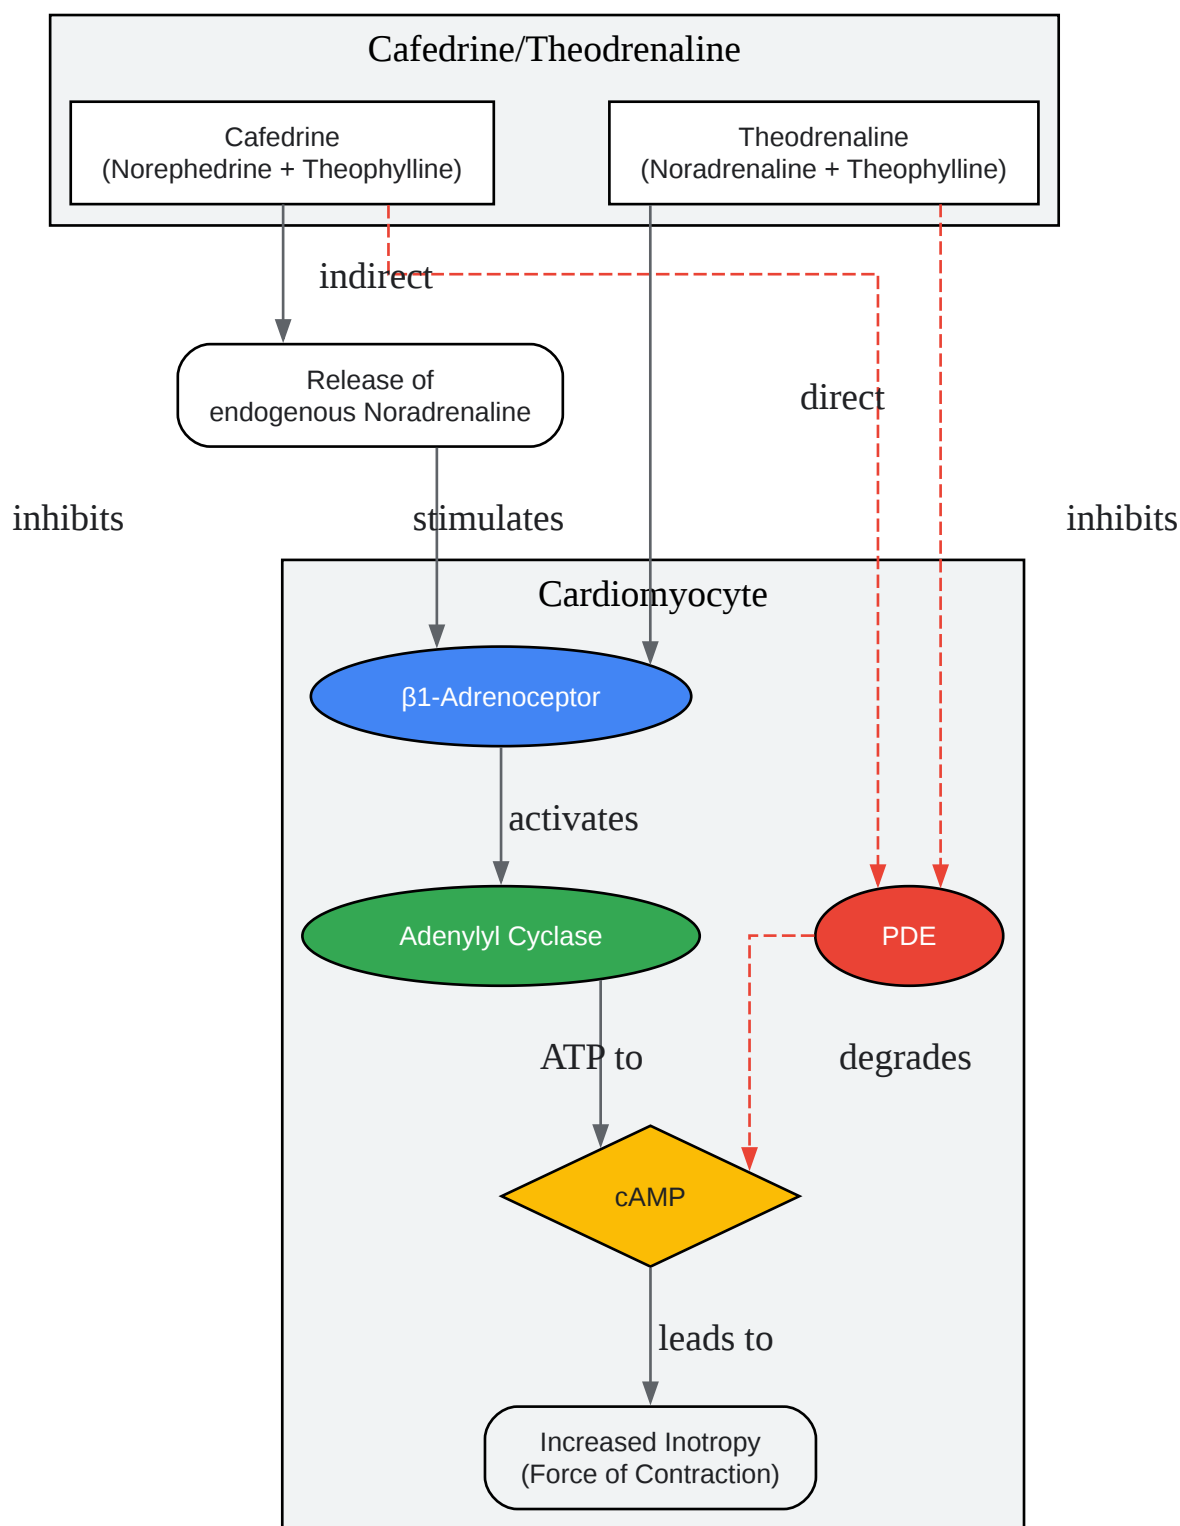 Cafedrine/Theodrenaline
Cafedrine
(Norephedrine + Theophylline)
Theodrenaline
(Noradrenaline + Theophylline)
indirect
Release of
endogenous Noradrenaline
direct
inhibits
stimulates
inhibits
Cardiomyocyte
β1-Adrenoceptor
activates
Adenylyl Cyclase
PDE
ATP to
degrades
cAMP
leads to
Increased Inotropy
(Force of Contraction)